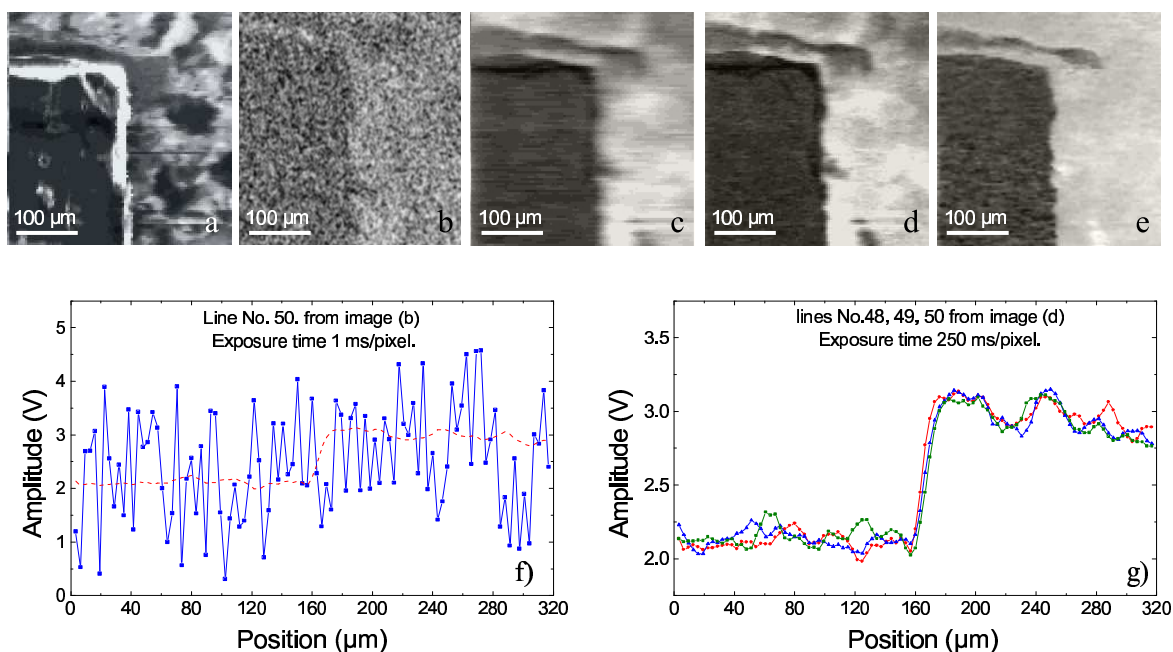 100 µm
a
100 µm
b
100 µm
c
100 µm
d
100 µm
e
Line No. 50. from image (b)
Exposure time 1 ms/pixel.
5
4
3
2
1
0
0
40
80
120
160
200
240
280
320
Amplitude (V)
Position (µm)
f)
lines No.48, 49, 50 from image (d)
Exposure time 250 ms/pixel.
3.5
3.0
2.5
2.0
0
40
80
120
160
200
240
280
320
Amplitude (V)
Position (µm)
g)